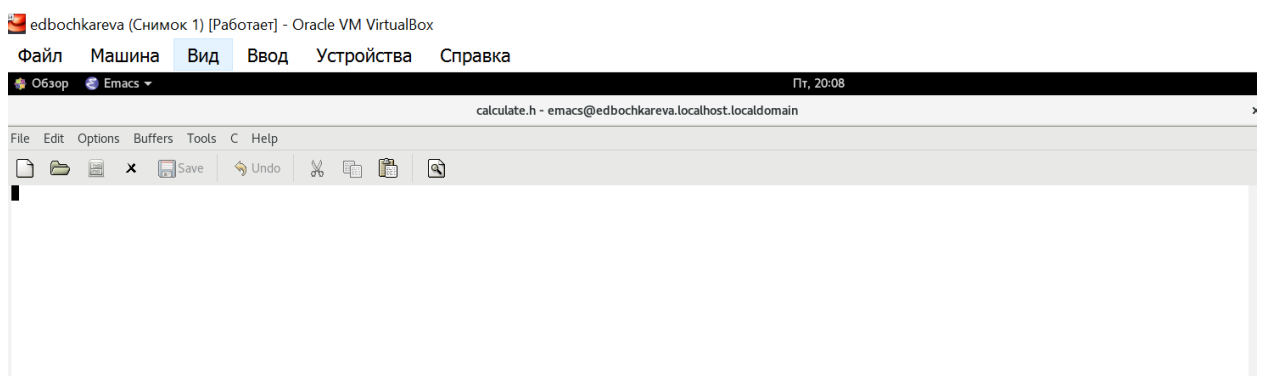 edbochkareva (Снимок 1) [Работает] - Oracle VM VirtualBox
Файл Машина Вид Ввод Устройства Справка
Обзор Emacs Пт, 20:08
calculate.h - emacs@edbochkareva.localhost.localdomain
File Edit Options Buffers Tools C Help
Save Undo